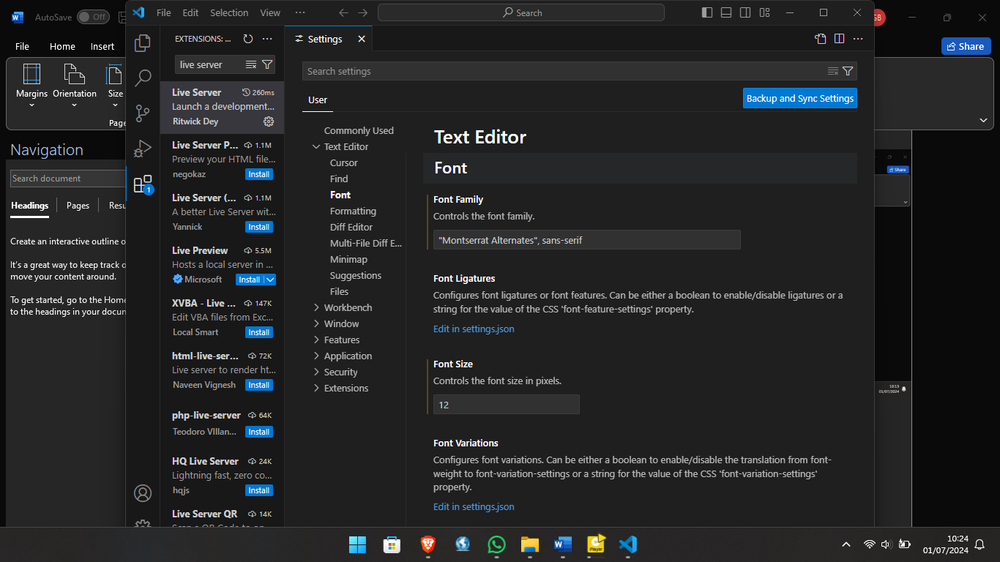 AutoSave Off
File Home Insert
Share
Margins Orientation Size
Page
Navigation
Search document
Headings Pages Resu
Create an interactive outline o
It's a great way to keep track o
move your content around.
To get started, go to the Home
to the headings in your docun
File Edit Selection View ···
Search
EXTENSIONS: ... ···
live server
1
Live Server 260ms
Launch a development...
Ritwick Dey
Live Server P... 1.1M
Preview your HTML file...
negokaz Install
Live Server (... 1.1M
A better Live Server wit...
Yannick Install
Live Preview 5.5M
Hosts a local server in ...
Microsoft Install
XVBA - Live ... 147K
Edit VBA files from Exc...
Local Smart Install
html-live-ser... 72K
Live server to render ht...
Naveen Vignesh Install
php-live-server 64K
Teodoro VIllan... Install
HQ Live Server 24K
Lightning fast, zero co...
hqjs Install
Live Server QR 14K
Settings
Search settings
User
Backup and Sync Settings
Commonly Used
Text Editor
Cursor
Find
Font
Formatting
Diff Editor
Multi-File Diff E...
Minimap
Suggestions
Files
Workbench
Window
Features
Application
Security
Extensions
Text Editor
Font
Font Family
Controls the font family.
"Montserrat Alternates", sans-serif
Font Ligatures
Configures font ligatures or font features. Can be either a boolean to enable/disable ligatures or a
string for the value of the CSS 'font-feature-settings' property.
Edit in settings.json
Font Size
Controls the font size in pixels.
12
Font Variations
Configures font variations. Can be either a boolean to enable/disable the translation from font-
weight to font-variation-settings or a string for the value of the CSS 'font-variation-settings'
property.
Edit in settings.json
GB
Share
10:13
01/07/2024
Player
10:24
01/07/2024